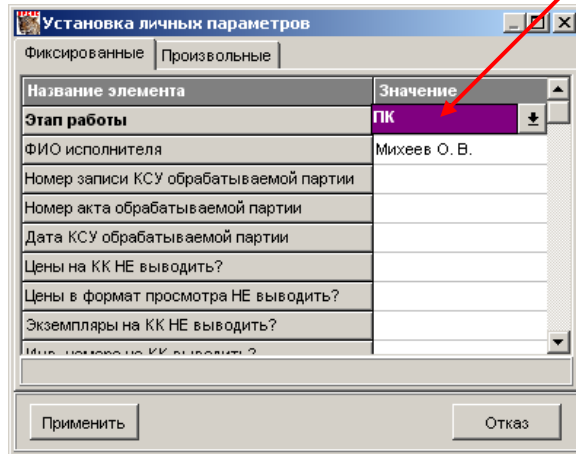 Установка личных параметров
Фиксированные Произвольные
Название элемента Значение
Этап работы ПК
ФИО исполнителя Михеев О. В.
Номер записи КСУ обрабатываемой партии
Номер акта обрабатываемой партии
Дата КСУ обрабатываемой партии
Цены на КК НЕ выводить?
Цены в формат просмотра НЕ выводить?
Экземпляры на КК НЕ выводить?
Применить Отказ